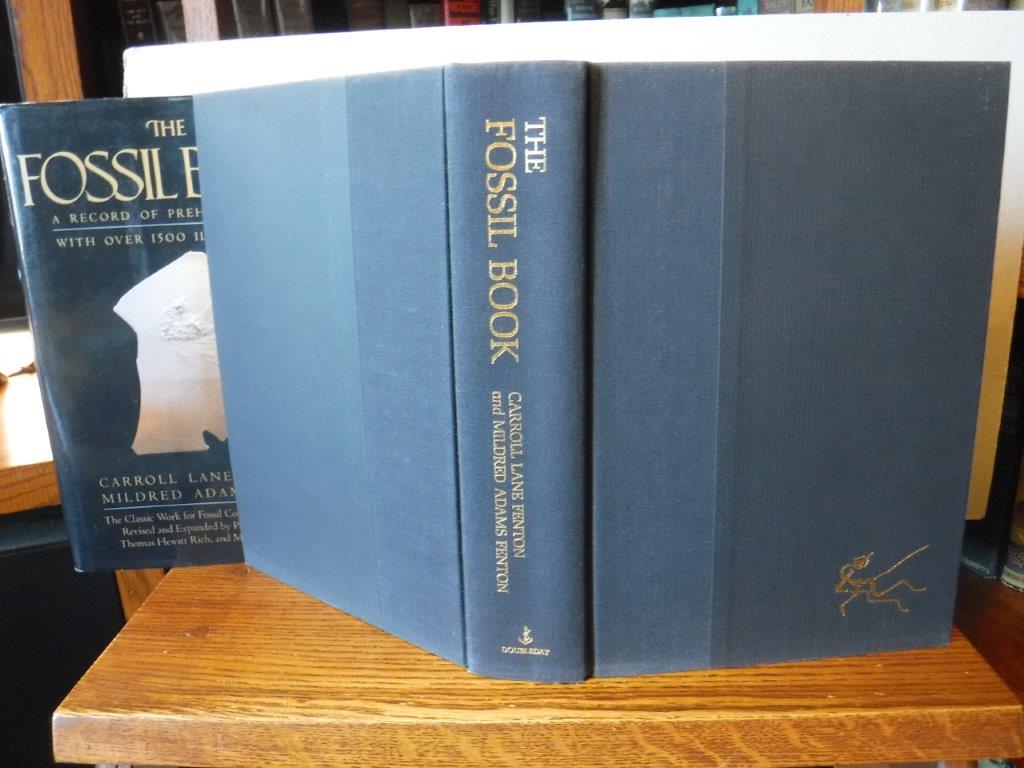 THE
FOSSIL B
A RECORD OF PREH
WITH OVER 1500 IL
CARROLL LANE
MILDRED ADAM
The Classic Work for Fossil Co
Revised and Expanded by P
Thomas Hewitt Rich, and M
THE
FOSSIL BOOK
CARROLL LANE FENTON
and MILDRED ADAMS FENTON
DOUBLEDAY